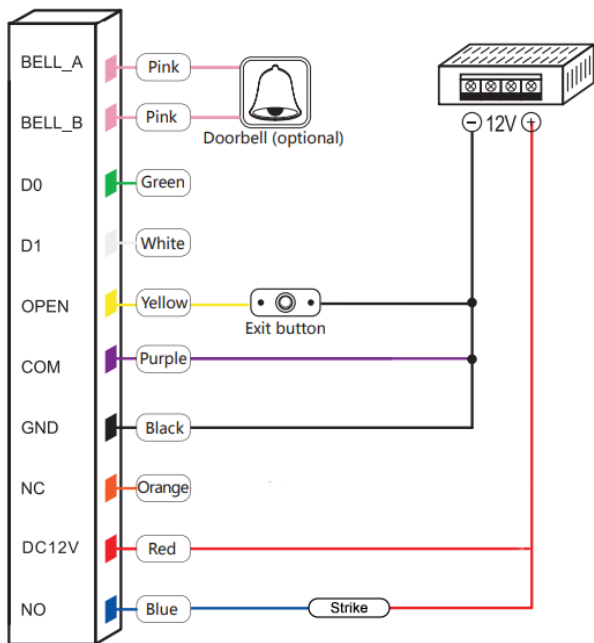 BELL_A
Pink
BELL_B
Pink
Doorbell (optional)
− 12V +
D0
Green
D1
White
OPEN
Yellow
Exit button
COM
Purple
GND
Black
NC
Orange
DC12V
Red
NO
Blue
Strike